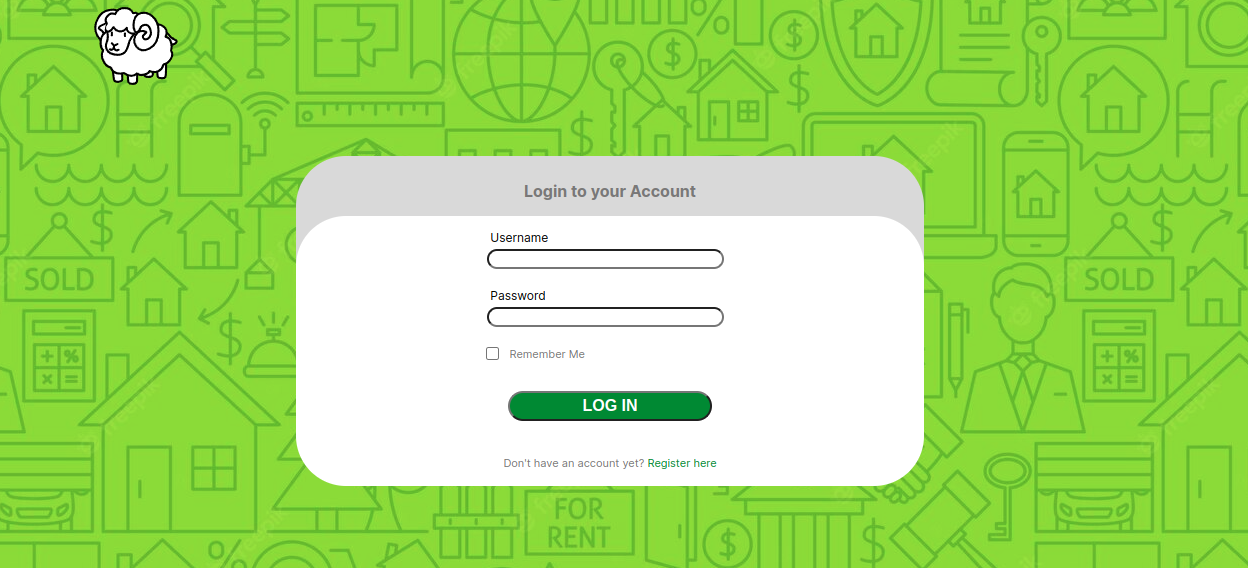 Login to your Account
Username
Password
Remember Me
LOG IN
Don't have an account yet? Register here
SOLD
SOLD
FOR
RENT
freepik